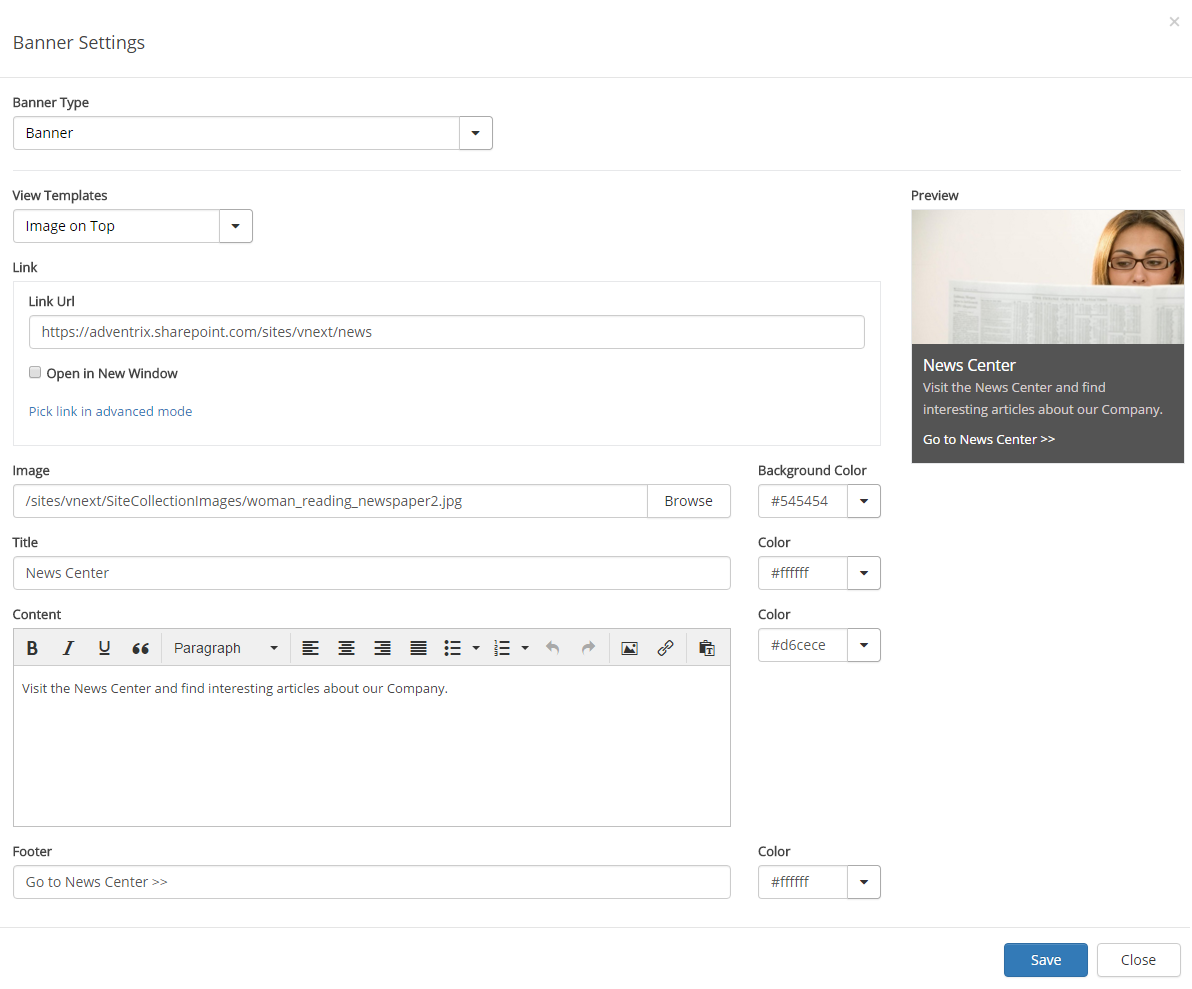 ×
Banner Settings
Banner Type
Banner
View Templates
Image on Top
Link
Link Url
https://adventrix.sharepoint.com/sites/vnext/news
Open in New Window
Pick link in advanced mode
Image
/sites/vnext/SiteCollectionImages/woman_reading_newspaper2.jpg
Browse
Background Color
#545454
Title
News Center
Color
#ffffff
Content
Color
B I U Paragraph
#d6cece
Visit the News Center and find interesting articles about our Company.
Footer
Go to News Center >>
Color
#ffffff
Preview
News Center
Visit the News Center and find
interesting articles about our Company.
Go to News Center >>
Save
Close